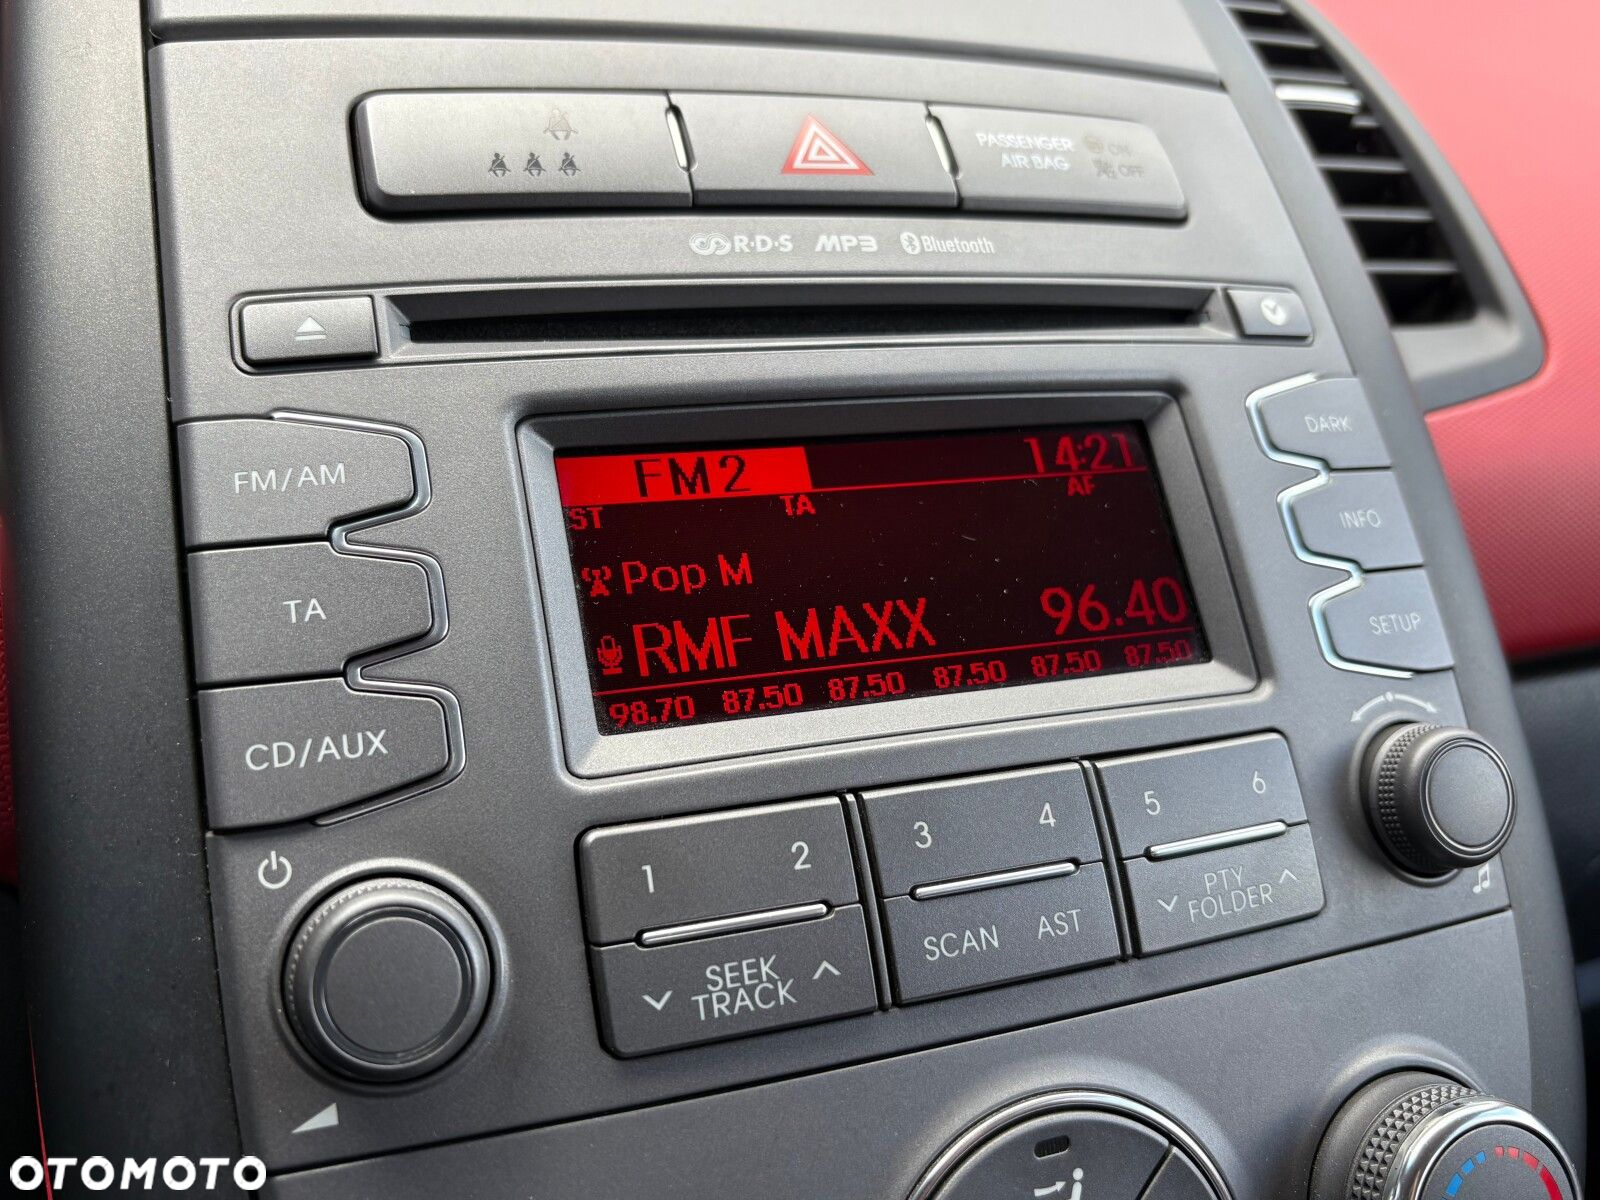 PASSENGER
AIR BAG
ON
OFF
R·D·S MP3 Bluetooth
FM/AM
TA
CD/AUX
DARK
INFO
SETUP
FM2 14:21
ST TA AF
Pop M
RMF MAXX 96.40
98.70 87.50 87.50 87.50 87.50 87.50
1 2 3 4 5 6
SEEK
TRACK
SCAN AST
PTY
FOLDER
OTOMOTO